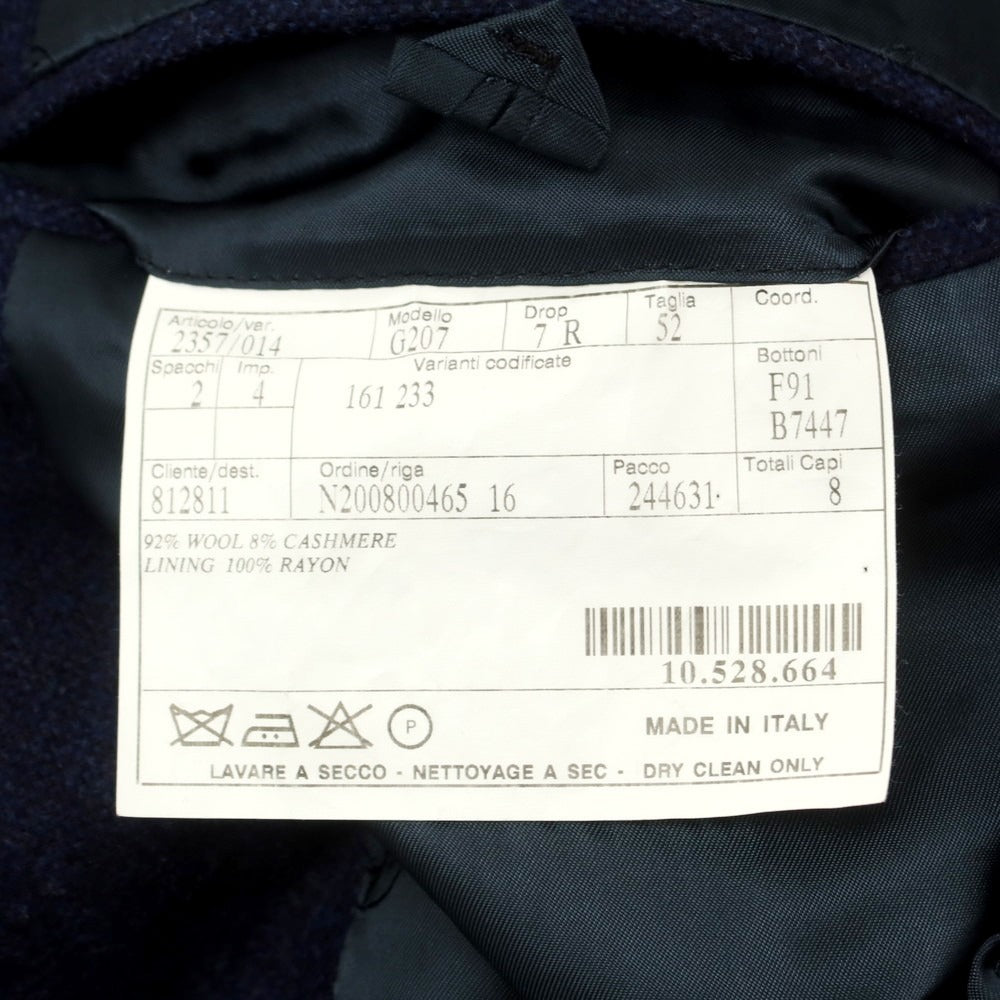 Articolo/var. Modello Drop Taglia Coord.
2357/014 G207 7 R 52
Spacchi Imp. Varianti codificate Bottoni
2 4 161 233 F91
B7447
Cliente/dest. Ordine/riga Pacco Totali Capi
812811 N200800465 16 244631 8
92% WOOL 8% CASHMERE
LINING 100% RAYON
10.528.664
P MADE IN ITALY
LAVARE A SECCO - NETTOYAGE A SEC - DRY CLEAN ONLY